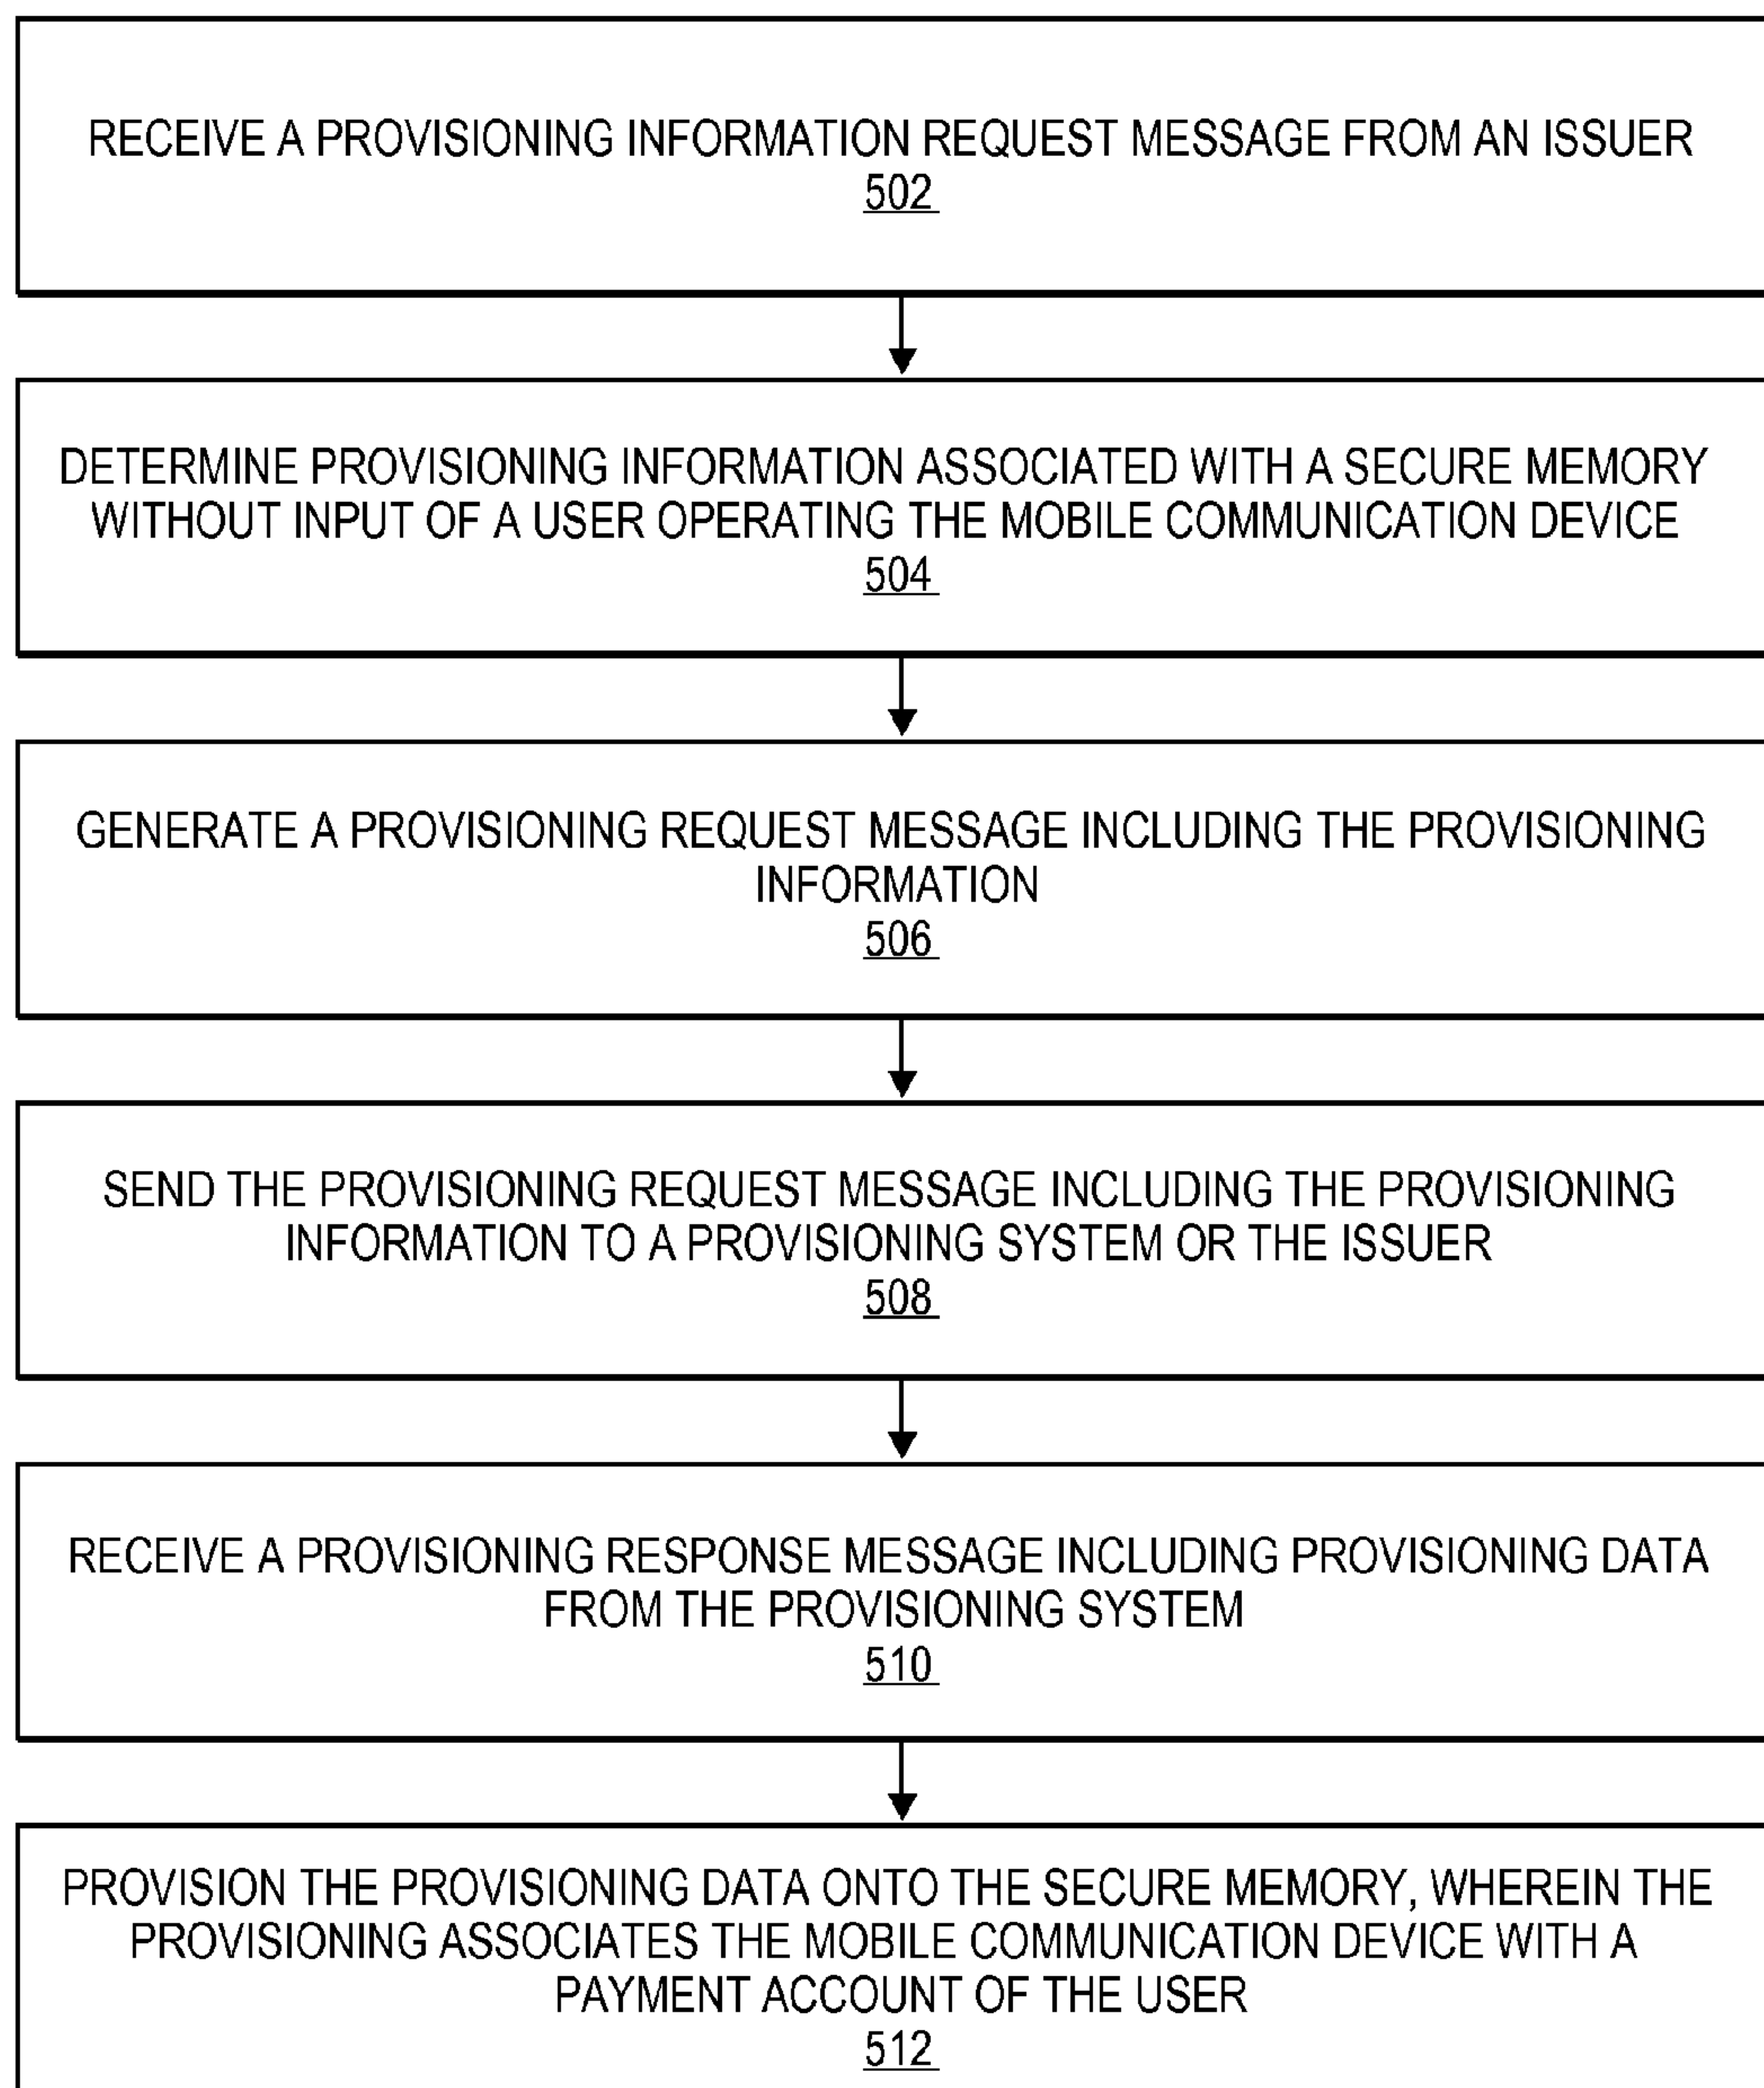 RECEIVE A PROVISIONING INFORMATION REQUEST MESSAGE FROM AN ISSUER
502
DETERMINE PROVISIONING INFORMATION ASSOCIATED WITH A SECURE MEMORY
WITHOUT INPUT OF A USER OPERATING THE MOBILE COMMUNICATION DEVICE
504
GENERATE A PROVISIONING REQUEST MESSAGE INCLUDING THE PROVISIONING
INFORMATION
506
SEND THE PROVISIONING REQUEST MESSAGE INCLUDING THE PROVISIONING
INFORMATION TO A PROVISIONING SYSTEM OR THE ISSUER
508
RECEIVE A PROVISIONING RESPONSE MESSAGE INCLUDING PROVISIONING DATA
FROM THE PROVISIONING SYSTEM
510
PROVISION THE PROVISIONING DATA ONTO THE SECURE MEMORY, WHEREIN THE
PROVISIONING ASSOCIATES THE MOBILE COMMUNICATION DEVICE WITH A
PAYMENT ACCOUNT OF THE USER
512